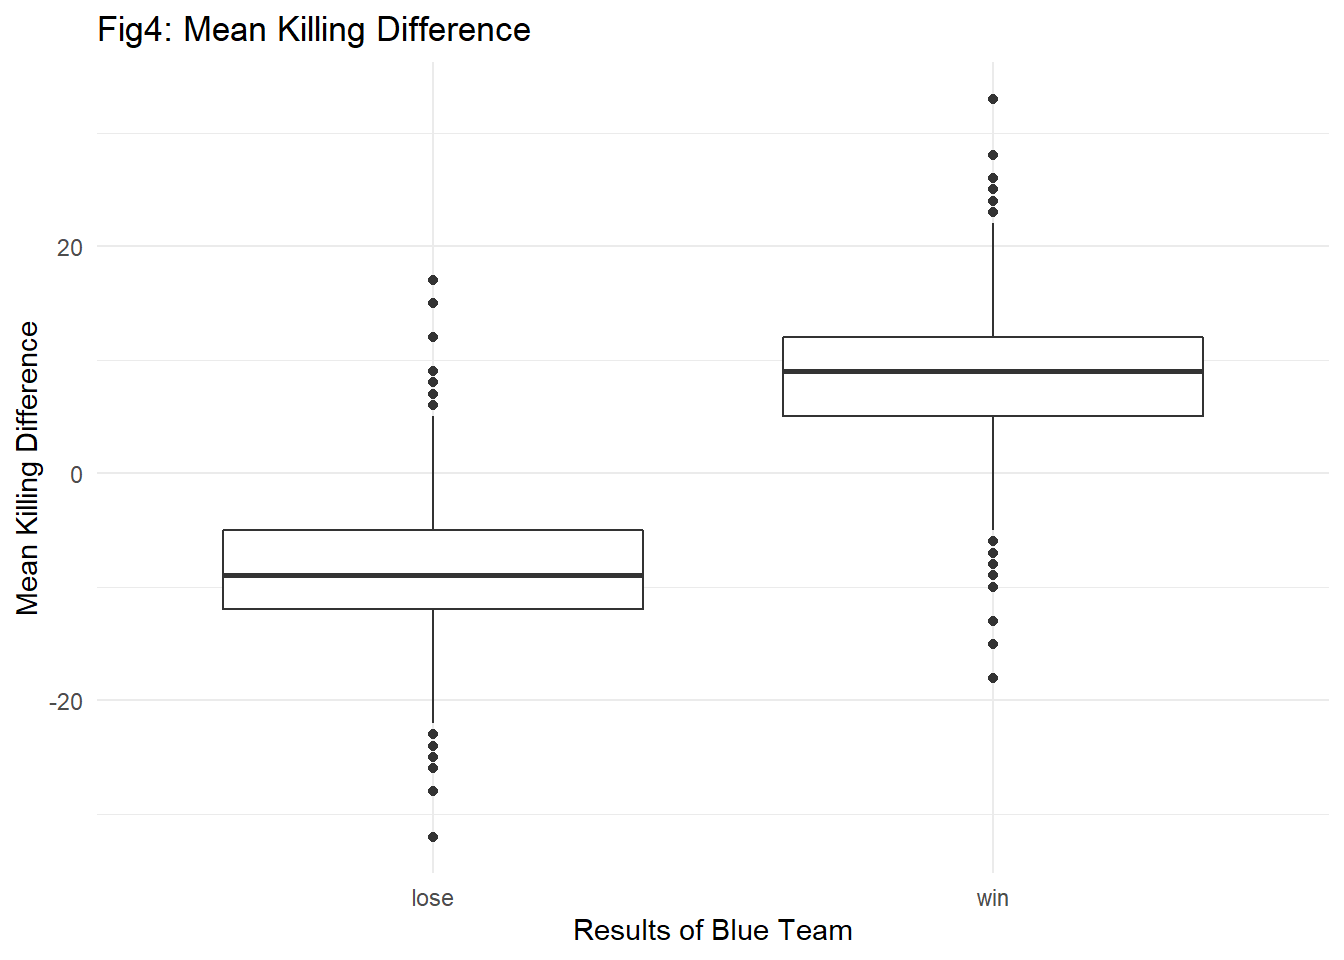 Fig4: Mean Killing Difference
Mean Killing Difference
20
0
-20
lose
win
Results of Blue Team